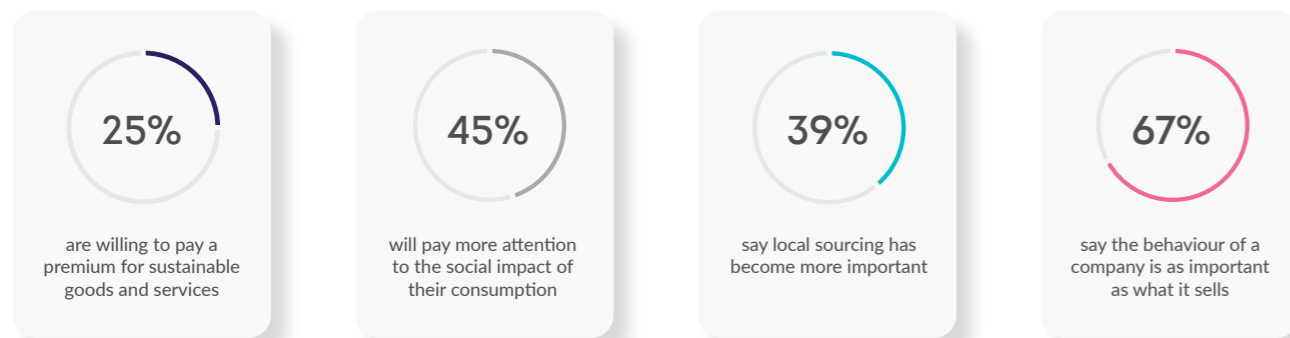 25%
are willing to pay a
premium for sustainable
goods and services
45%
will pay more attention
to the social impact of
their consumption
39%
say local sourcing has
become more important
67%
say the behaviour of a
company is as important
as what it sells